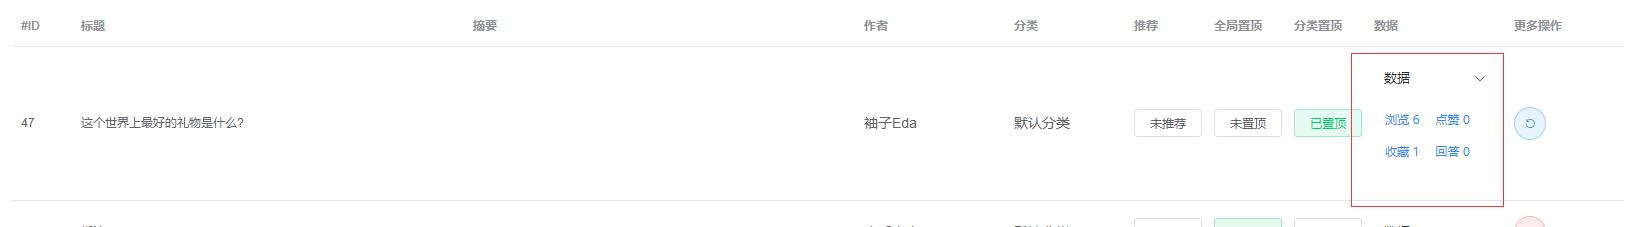 #ID 标题 摘要 作者 分类 推荐 全局置顶 分类置顶 数据 更多操作
数据
47 这个世界上最好的礼物是什么? 袖子Eda 默认分类 未推荐 未置顶 已置顶 浏览 6 点赞 0
收藏 1 回答 0